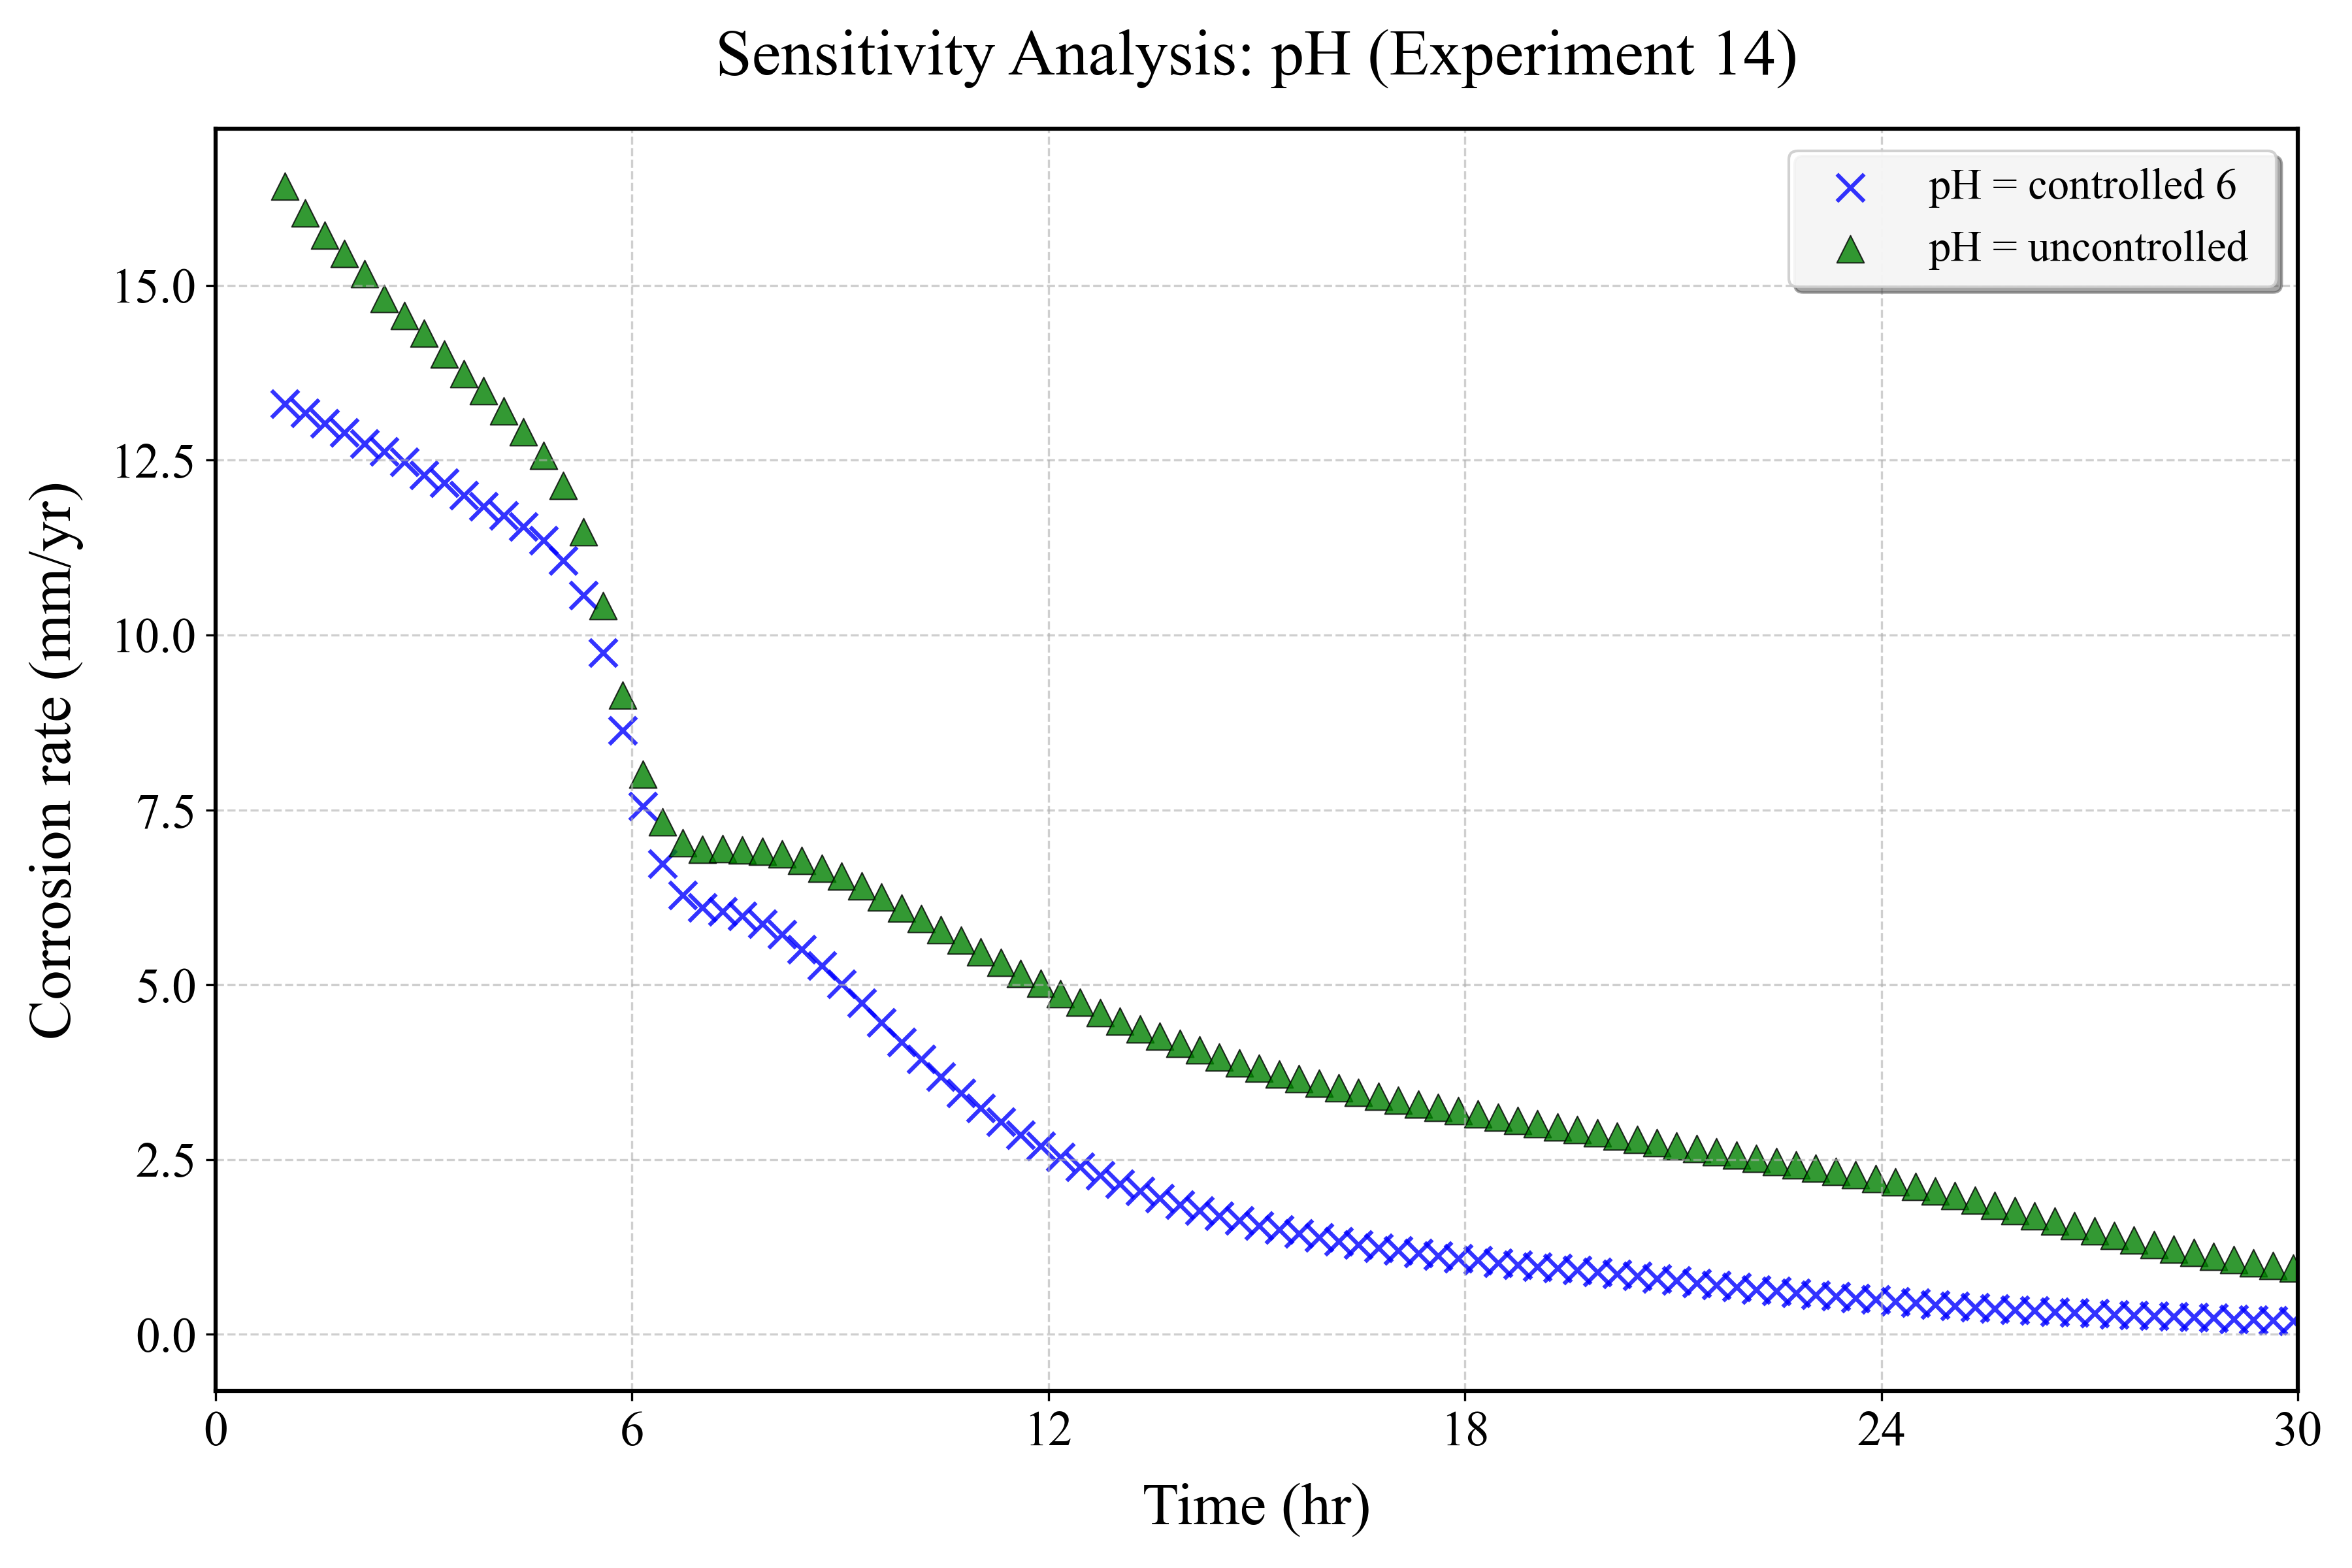 Sensitivity Analysis: pH (Experiment 14)
pH = controlled 6
pH = uncontrolled
Corrosion rate (mm/yr)
15.0
12.5
10.0
7.5
5.0
2.5
0.0
0 6 12 18 24 30
Time (hr)